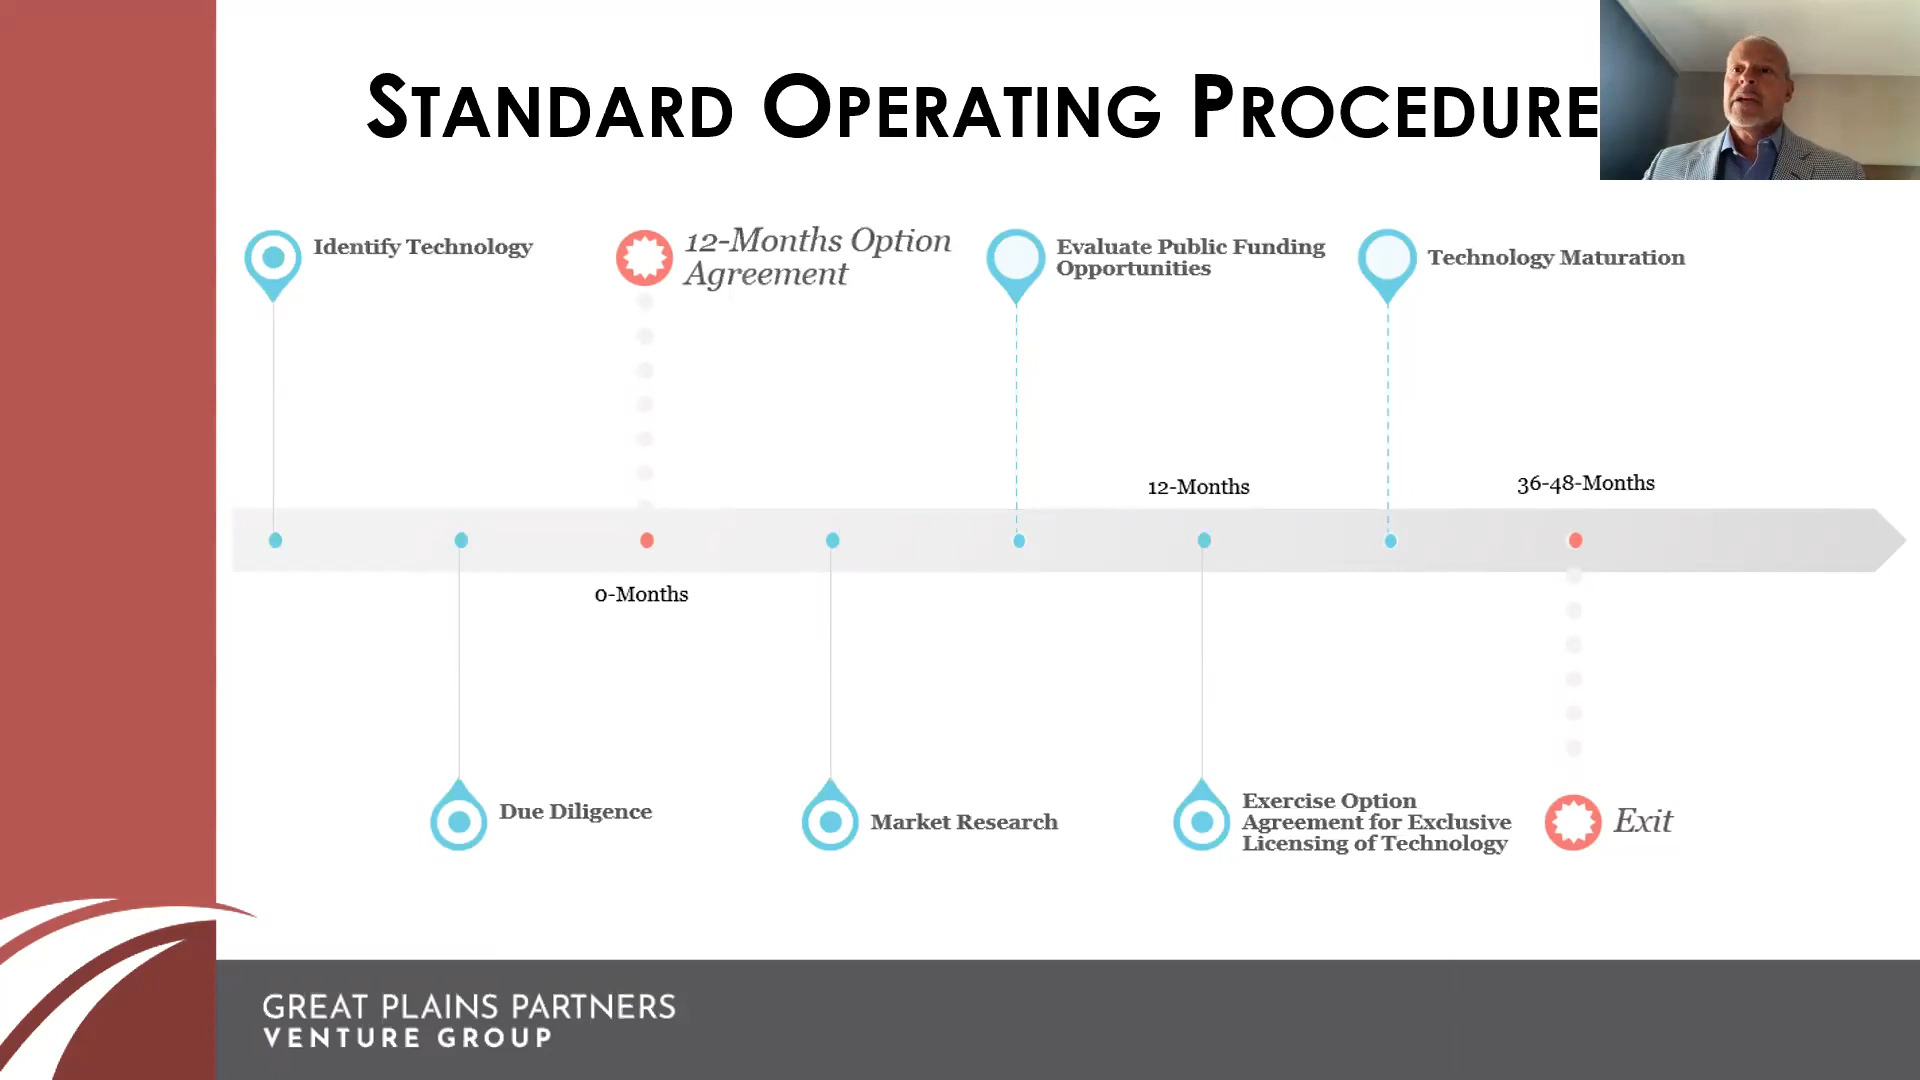 STANDARD OPERATING PROCEDURE
Identify Technology
12-Months Option
Agreement
Evaluate Public Funding
Opportunities
Technology Maturation
12-Months
36-48-Months
0-Months
Due Diligence
Market Research
Exercise Option
Agreement for Exclusive
Licensing of Technology
Exit
GREAT PLAINS PARTNERS
VENTURE GROUP